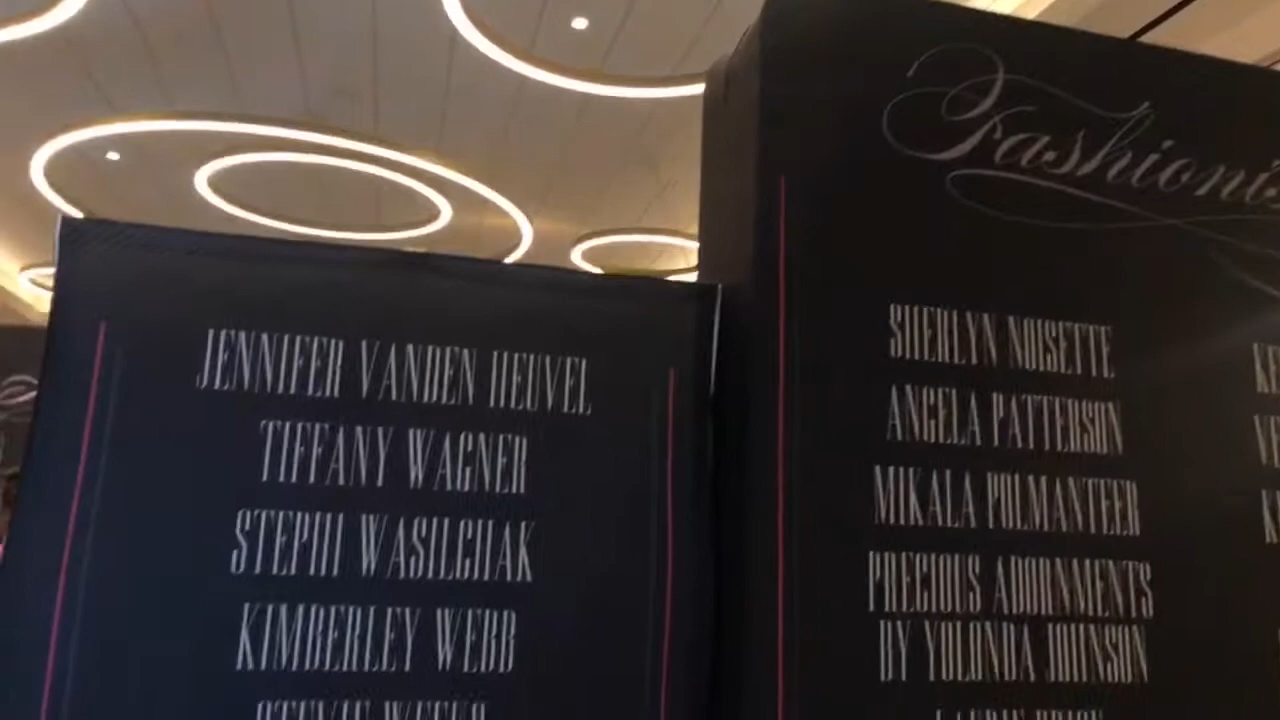 JENNIFER VANDEN HEUVEL
TIFFANY WAGNER
STEPHI WASILCHAK
KIMBERLEY WEBB
SHERLYN NOISETTE
ANGELA PATTERSON
MIKALA POLMANTEER
PRECIOUS ADORNMENTS
BY YOLONDA JOHNSON